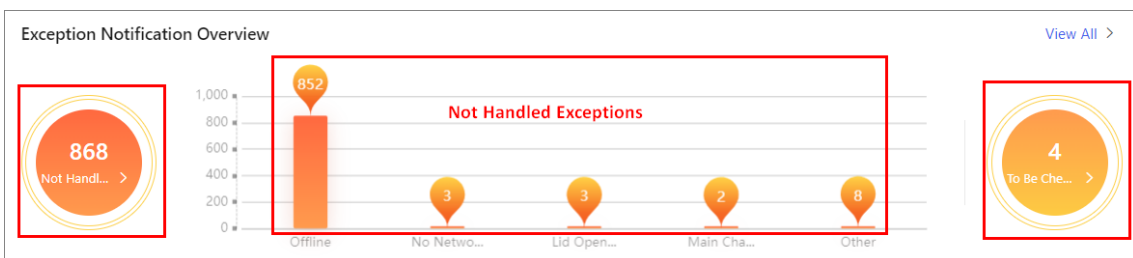 Exception Notification Overview
View All >
852
1,000
Not Handled Exceptions
800
868
600
4
Not Handl... >
400
3
3
2
8
To Be Che... >
200
0
Offline
No Netwo...
Lid Open...
Main Cha...
Other